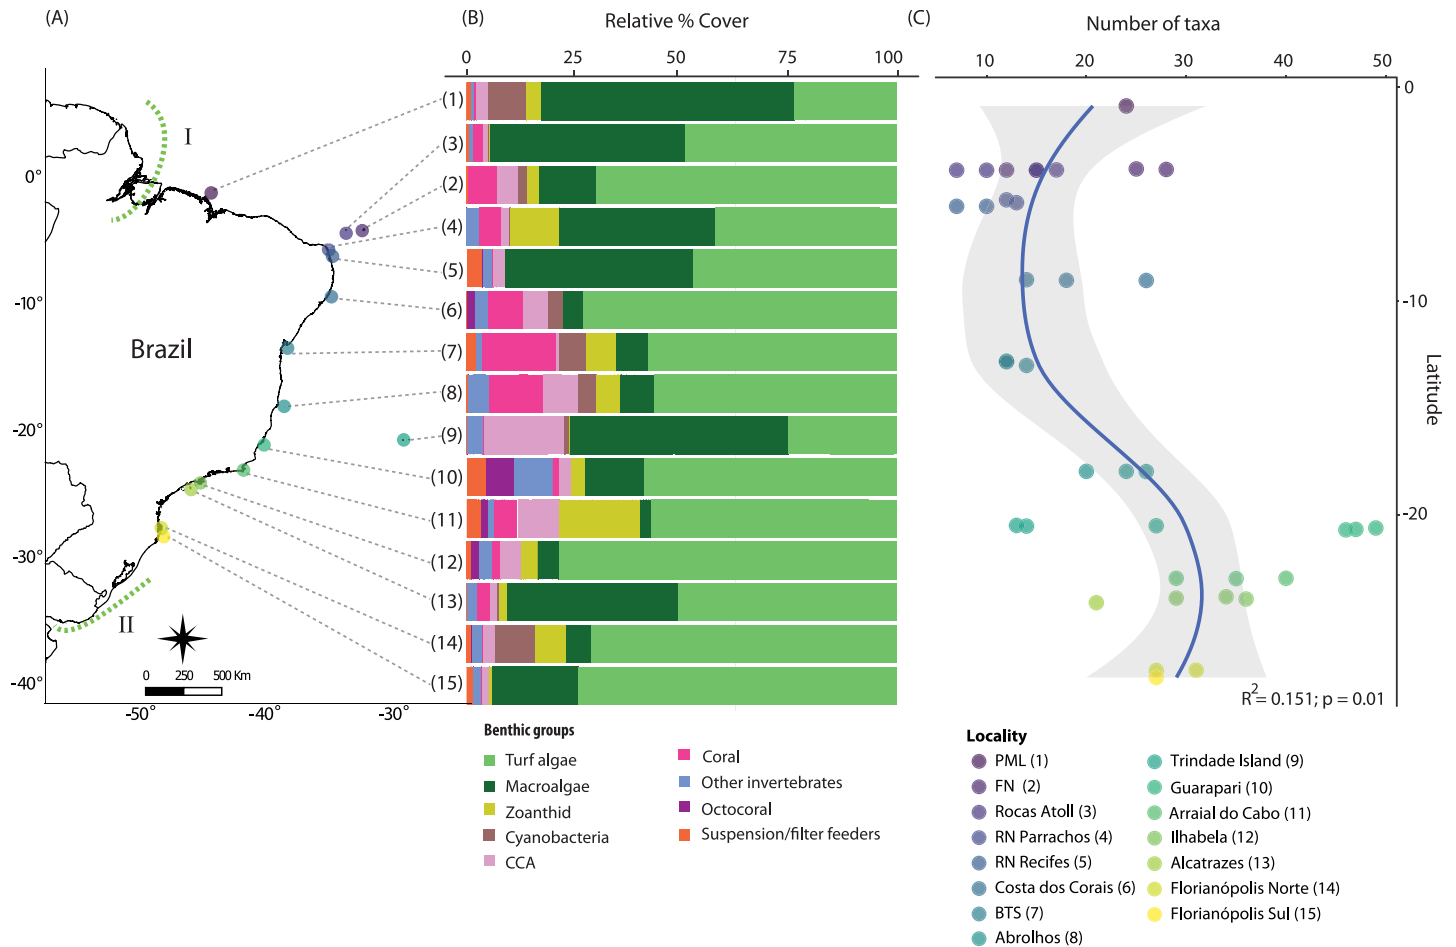 (A)
I
0°
-10°
Brazil
-20°
-30°
II
0 250 500 Km
-40°
-50° -40° -30°
(B)
Relative % Cover
0 25 50 75 100
(1)
(3)
(2)
(4)
(5)
(6)
(7)
(8)
(9)
(10)
(11)
(12)
(13)
(14)
(15)
Benthic groups
Turf algae
Macroalgae
Zoanthid
Cyanobacteria
CCA
Coral
Other invertebrates
Octocoral
Suspension/filter feeders
(C)
Number of taxa
10 20 30 40 50
0
-10
Latitude
-20
R²= 0.151; p = 0.01
Locality
PML (1)
FN (2)
Rocas Atoll (3)
RN Parrachos (4)
RN Recifes (5)
Costa dos Corais (6)
BTS (7)
Abrolhos (8)
Trindade Island (9)
Guarapari (10)
Arraial do Cabo (11)
Ilhabela (12)
Alcatrazes (13)
Florianópolis Norte (14)
Florianópolis Sul (15)